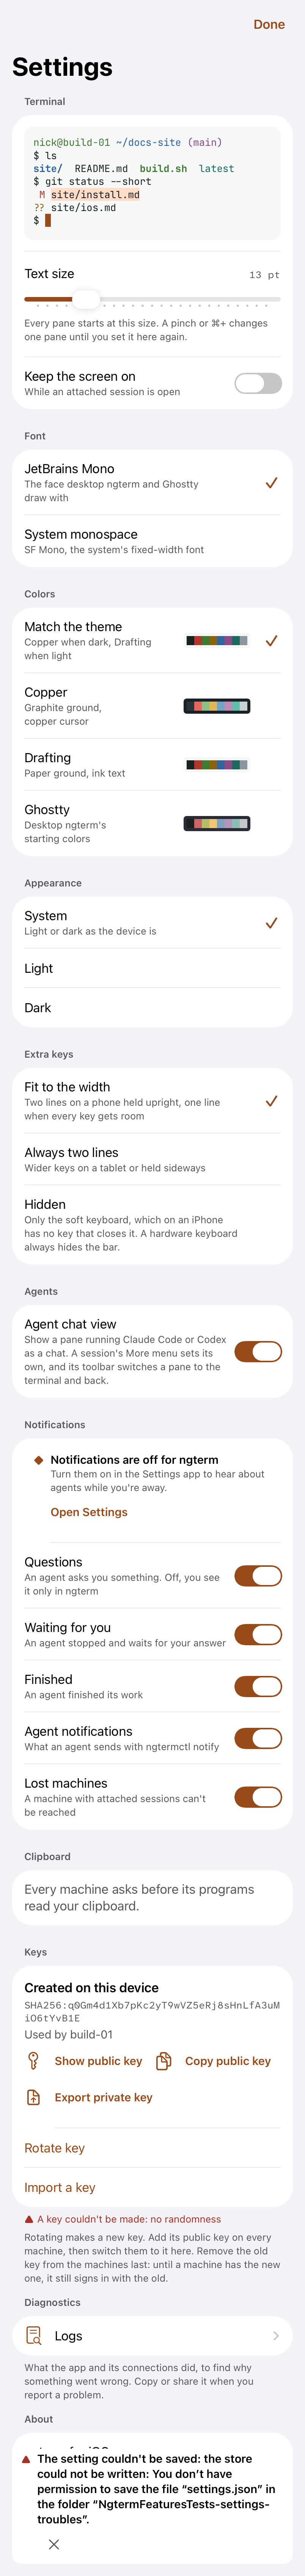 Done
Settings
Terminal
nick@build-01 ~/docs-site (main)
$ ls
site/  README.md  build.sh  latest
$ git status --short
 M site/install.md
?? site/ios.md
$
Text size 13 pt
Every pane starts at this size. A pinch or ⌘+ changes
one pane until you set it here again.
Keep the screen on
While an attached session is open
Font
JetBrains Mono
The face desktop ngterm and Ghostty
draw with
System monospace
SF Mono, the system's fixed-width font
Colors
Match the theme
Copper when dark, Drafting
when light
Copper
Graphite ground,
copper cursor
Drafting
Paper ground, ink text
Ghostty
Desktop ngterm's
starting colors
Appearance
System
Light or dark as the device is
Light
Dark
Extra keys
Fit to the width
Two lines on a phone held upright, one line
when every key gets room
Always two lines
Wider keys on a tablet or held sideways
Hidden
Only the soft keyboard, which on an iPhone
has no key that closes it. A hardware keyboard
always hides the bar.
Agents
Agent chat view
Show a pane running Claude Code or Codex
as a chat. A session's More menu sets its
own, and its toolbar switches a pane to the
terminal and back.
Notifications
Notifications are off for ngterm
Turn them on in the Settings app to hear about
agents while you're away.
Open Settings
Questions
An agent asks you something. Off, you see
it only in ngterm
Waiting for you
An agent stopped and waits for your answer
Finished
An agent finished its work
Agent notifications
What an agent sends with ngtermctl notify
Lost machines
A machine with attached sessions can't
be reached
Clipboard
Every machine asks before its programs
read your clipboard.
Keys
Created on this device
SHA256:q0Gm4d1Xb7pKc2yT9wVZ5eRj8sHnLfA3uM
iO6tYvB1E
Used by build-01
Show public key Copy public key
Export private key
Rotate key
Import a key
A key couldn't be made: no randomness
Rotating makes a new key. Add its public key on every
machine, then switch them to it here. Remove the old
key from the machines last: until a machine has the new
one, it still signs in with the old.
Diagnostics
Logs
What the app and its connections did, to find why
something went wrong. Copy or share it when you
report a problem.
About
The setting couldn't be saved: the store
could not be written: You don't have
permission to save the file “settings.json” in
the folder “NgtermFeaturesTests-settings-
troubles”.